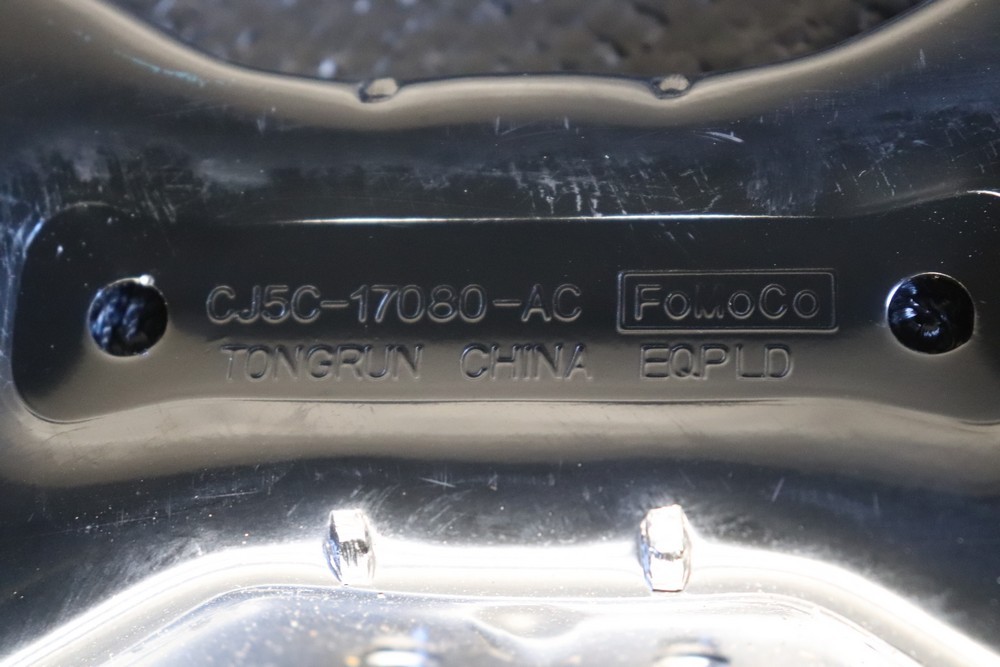 CJ5C-17080-AC FoMoCo
TONGRUN CHINA EQPLD